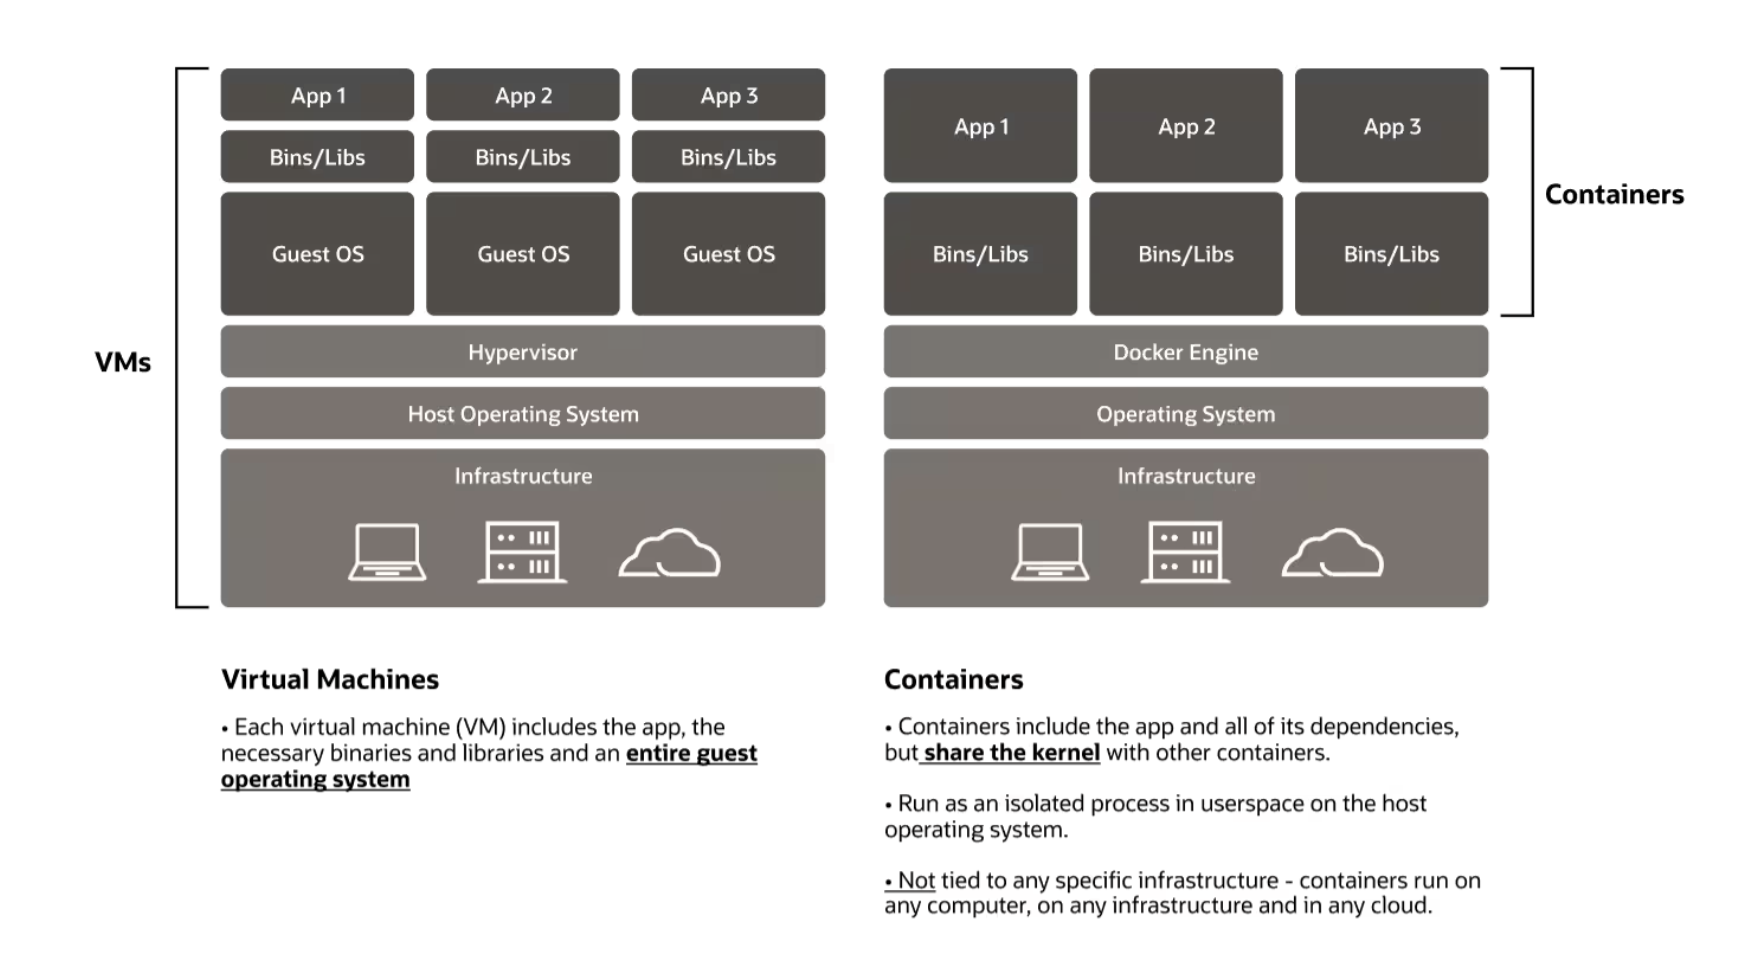 VMs
App 1
App 2
App 3
Bins/Libs
Bins/Libs
Bins/Libs
Guest OS
Guest OS
Guest OS
Hypervisor
Host Operating System
Infrastructure
App 1
App 2
App 3
Bins/Libs
Bins/Libs
Bins/Libs
Docker Engine
Operating System
Infrastructure
Containers
Virtual Machines
• Each virtual machine (VM) includes the app, the
necessary binaries and libraries and an entire guest
operating system
Containers
• Containers include the app and all of its dependencies,
but share the kernel with other containers.
• Run as an isolated process in userspace on the host
operating system.
• Not tied to any specific infrastructure - containers run on
any computer, on any infrastructure and in any cloud.